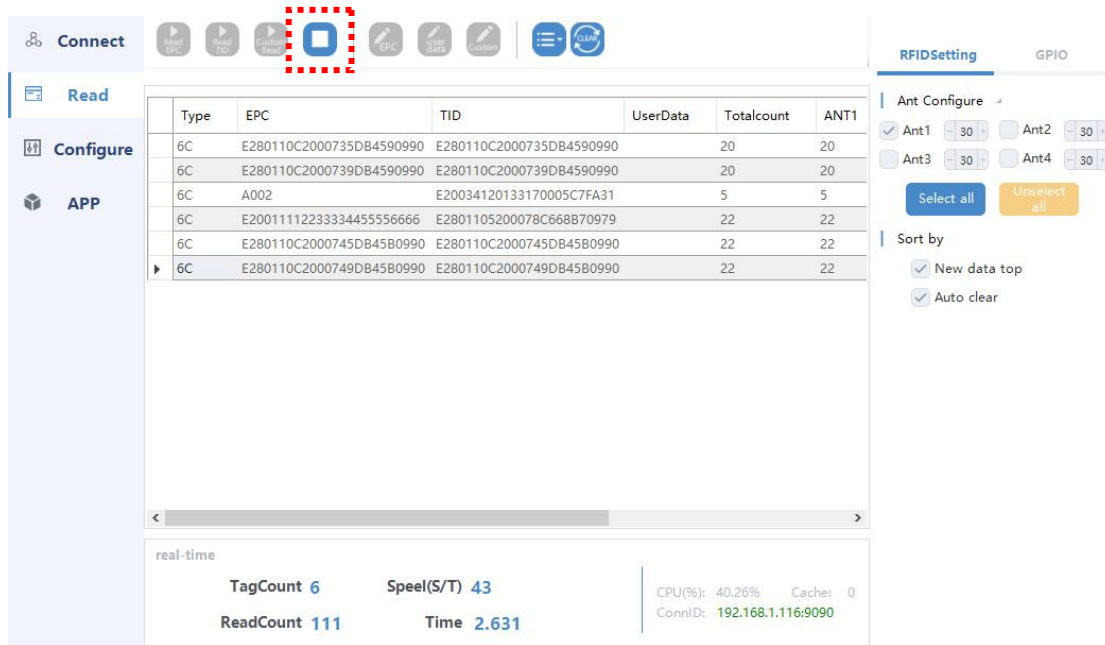 Connect
Read
Configure
APP
Read EPC
Read TID
Custom Read
EPC
user data
Custom
CLEAR
Type EPC TID UserData Totalcount ANT1
6C E280110C2000735DB4590990 E280110C2000735DB4590990 20 20
6C E280110C2000739DB4590990 E280110C2000739DB4590990 20 20
6C A002 E20034120133170005C7FA31 5 5
6C E20011112233334455556666 E2801105200078C668B70979 22 22
6C E280110C2000745DB45B0990 E280110C2000745DB45B0990 22 22
6C E280110C2000749DB45B0990 E280110C2000749DB45B0990 22 22
real-time
TagCount 6 Speel(S/T) 43
ReadCount 111 Time 2.631
CPU(%): 40.26% Cache: 0
ConnID: 192.168.1.116:9090
RFIDSetting GPIO
Ant Configure
Ant1 - 30 + Ant2 - 30 +
Ant3 - 30 + Ant4 - 30 +
Select all Unselect all
Sort by
New data top
Auto clear